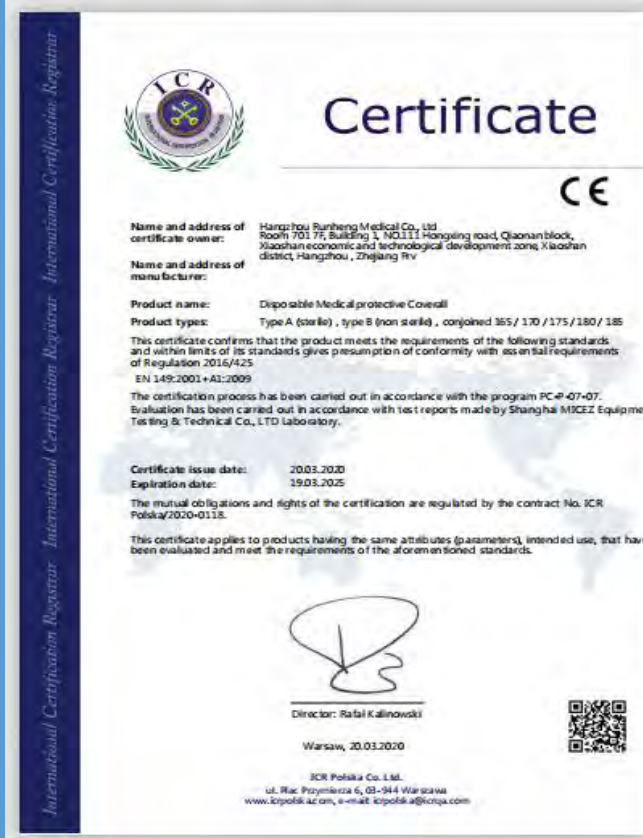 International Certification Registrar International Certification Registrar International Certification Registrar
ICR
INTERNATIONAL CERTIFICATION REGISTRAR
Certificate
CE
Name and address of certificate owner:
Hangzhou Runheng Medical Co., Ltd
Room 701 7F, Building 1, NO.111 Hongxing road, Qiaonan block,
Xiaoshan economic and technological development zone, Xiaoshan
district, Hangzhou, Zhejiang Prv
Name and address of manufacturer:
Product name: Disposable Medical protective Coverall
Product types: Type A (sterile) , type B (non sterile) , conjoined 165 / 170 / 175 / 180 / 185
This certificate confirms that the product meets the requirements of the following standards
and within limits of its standards gives presumption of conformity with essential requirements
of Regulation 2016/425
EN 149:2001+A1:2009
The certification process has been carried out in accordance with the program PC-P-07-07.
Evaluation has been carried out in accordance with test reports made by Shanghai MICEZ Equipme
Testing & Technical Co., LTD Laboratory.
Certificate issue date: 20.03.2020
Expiration date: 19.03.2025
The mutual obligations and rights of the certification are regulated by the contract No. ICR
Polska/2020-0118.
This certificate applies to products having the same attributes (parameters), intended use, that hav
been evaluated and meet the requirements of the aforementioned standards.
Director: Rafał Kalinowski
Warsaw, 20.03.2020
ICR Polska Co. Ltd.
ul. Plac Przymierza 6, 03-944 Warszawa
www.icrpolska.com, e-mail: icrpolska@icrqa.com